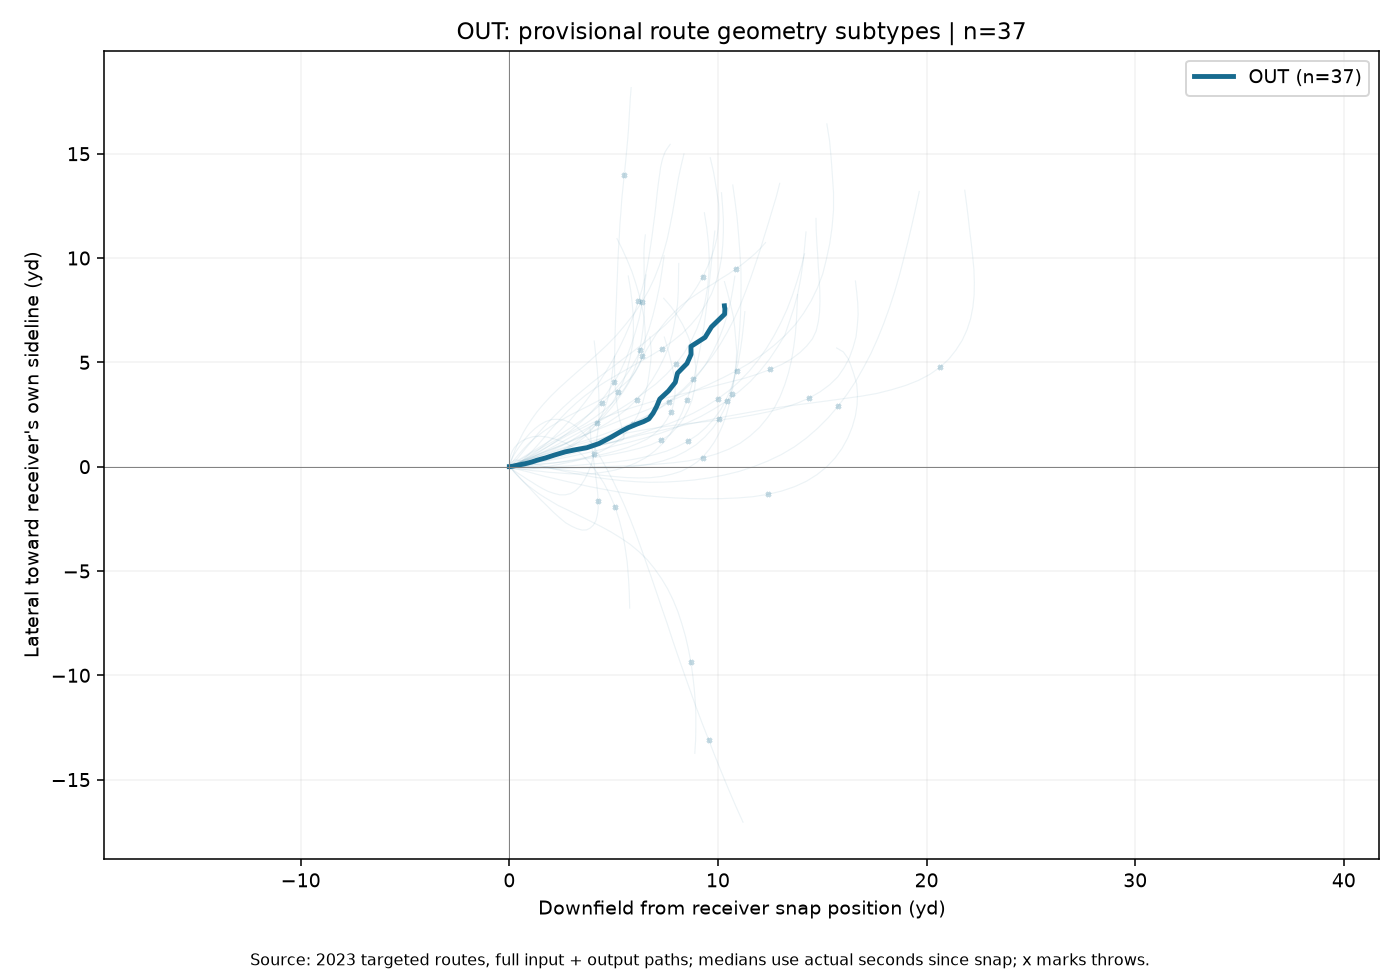 OUT: provisional route geometry subtypes | n=37
OUT (n=37)
Lateral toward receiver's own sideline (yd)
15
10
5
0
−5
−10
−15
−10
0
10
20
30
40
Downfield from receiver snap position (yd)
Source: 2023 targeted routes, full input + output paths; medians use actual seconds since snap; x marks throws.